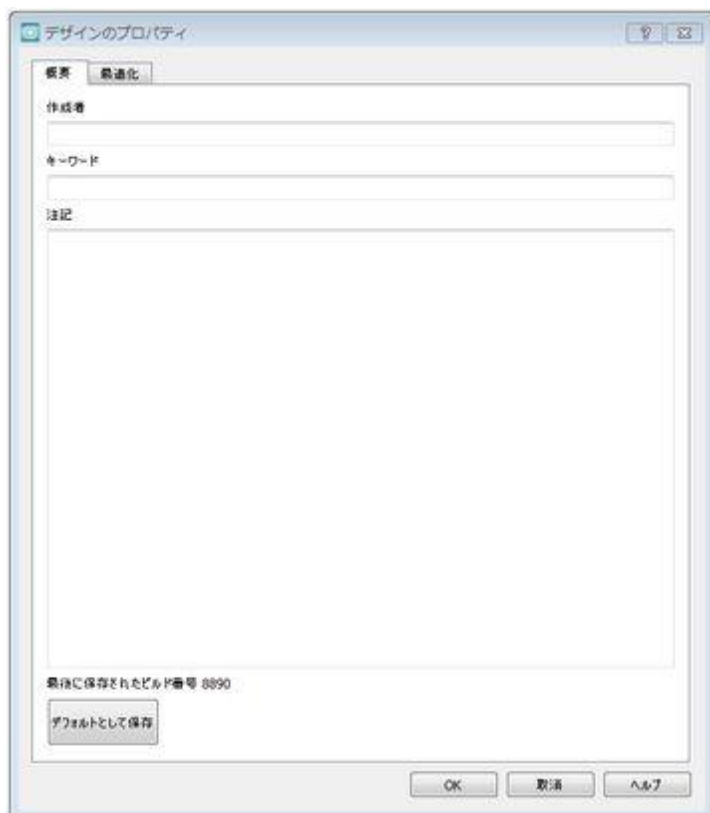 デザインのプロパティ
概要 最適化
作成者
キーワード
注記
最後に保存されたビルド番号 8890
デフォルトとして保存
OK 取消 ヘルプ